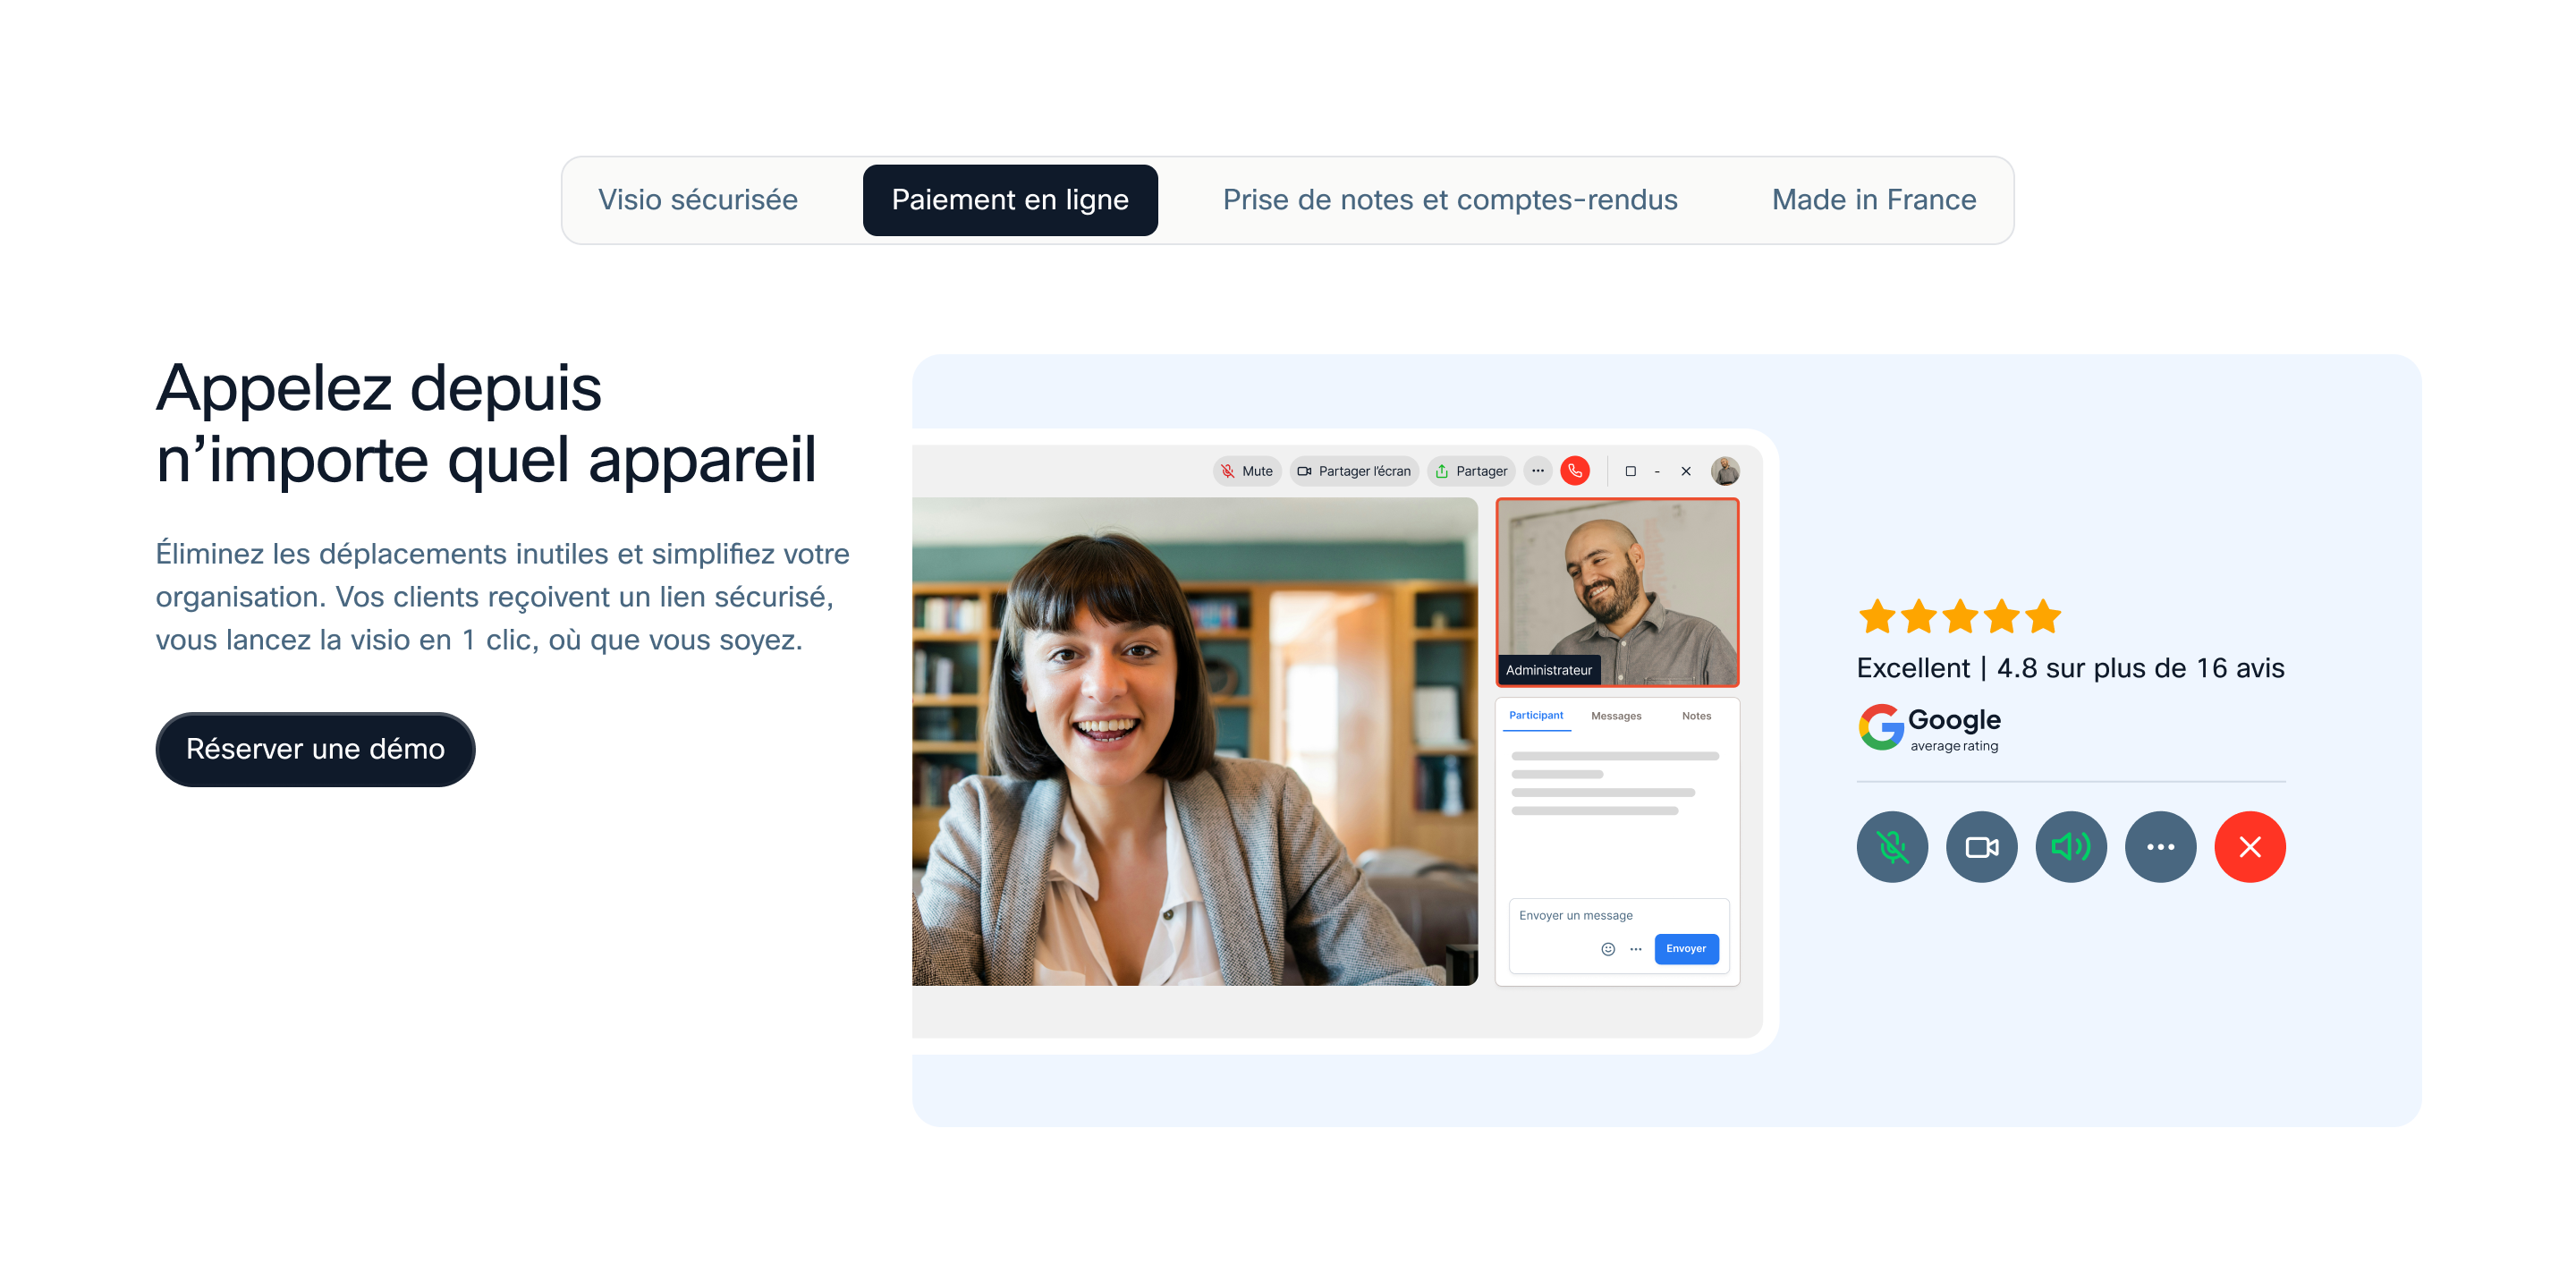 Visio sécurisée
Paiement en ligne
Prise de notes et comptes-rendus
Made in France
Appelez depuis
n’importe quel appareil
Éliminez les déplacements inutiles et simplifiez votre
organisation. Vos clients reçoivent un lien sécurisé,
vous lancez la visio en 1 clic, où que vous soyez.
Réserver une démo
Mute
Partager l'écran
Partager
Administrateur
Participant
Messages
Notes
Envoyer un message
Envoyer
Excellent | 4.8 sur plus de 16 avis
Google
average rating